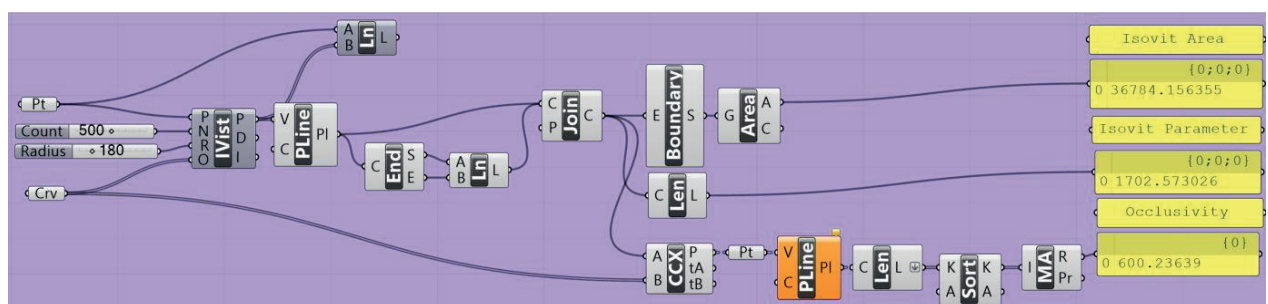 A
B
Ln
L
Pt
Count 500
Radius 180
Crv
P
N
R
O
IVist
P
D
I
V
C
PLine
Pl
C
End
S
E
A
B
Ln
L
C
P
Join
C
E
Boundary
S
G
Area
A
C
C
Len
L
A
B
CCX
P
tA
tB
Pt
V
C
PLine
Pl
C
Len
L
K
A
Sort
K
A
I
MA
R
Pr
Isovit Area
{0;0;0}
0 36784.156355
Isovit Parameter
{0;0;0}
0 1702.573026
Occlusivity
{0}
0 600.23639